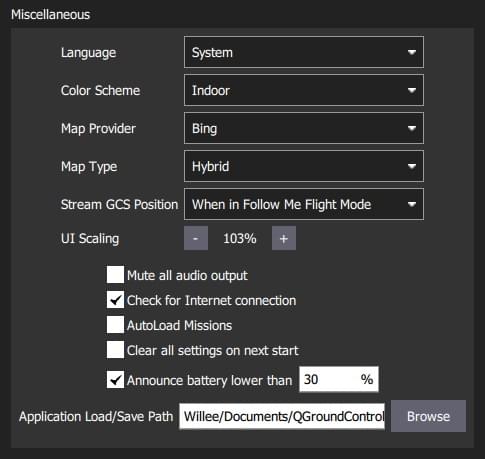 Miscellaneous
Language System
Color Scheme Indoor
Map Provider Bing
Map Type Hybrid
Stream GCS Position When in Follow Me Flight Mode
UI Scaling - 103% +
Mute all audio output
Check for Internet connection
AutoLoad Missions
Clear all settings on next start
Announce battery lower than 30 %
Application Load/Save Path Willee/Documents/QGroundControl Browse